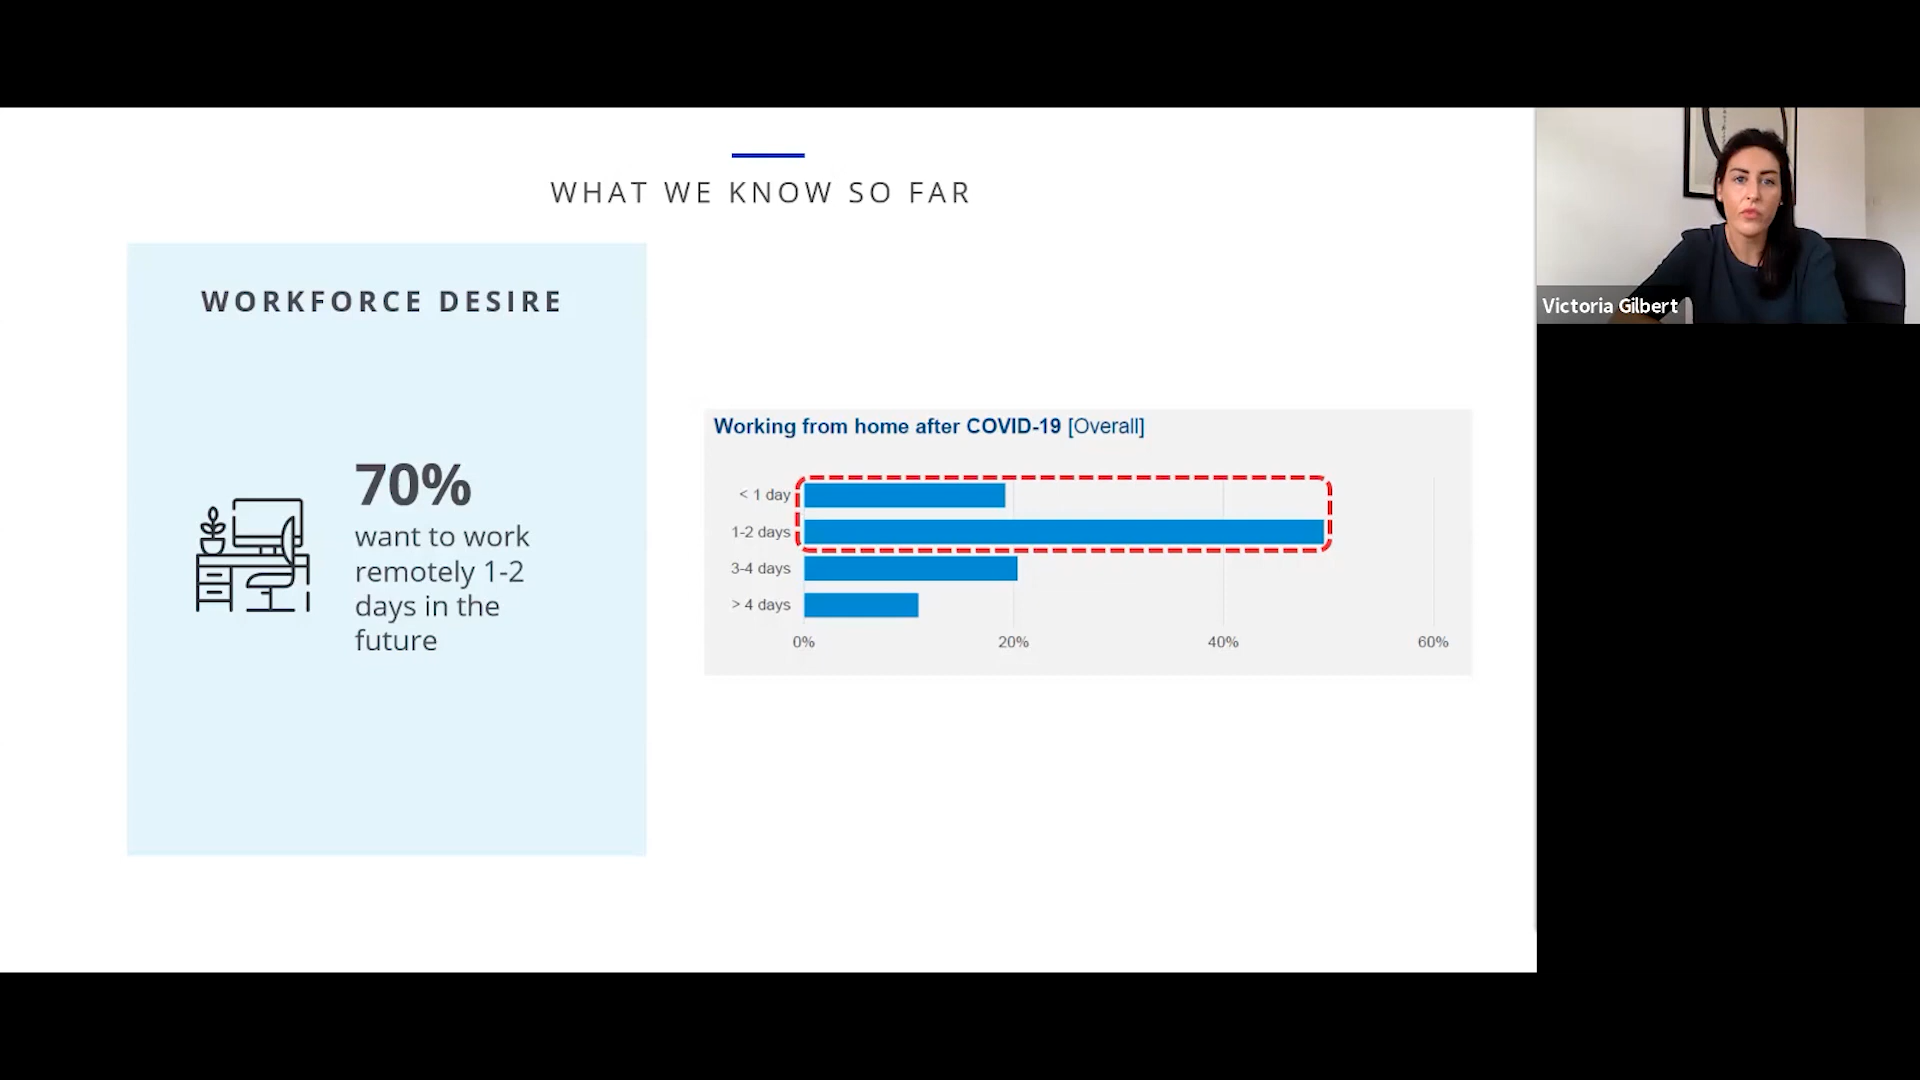 WHAT WE KNOW SO FAR
WORKFORCE DESIRE
70%
want to work
remotely 1-2
days in the
future
Working from home after COVID-19 [Overall]
< 1 day
1-2 days
3-4 days
> 4 days
0%
20%
40%
60%
Victoria Gilbert